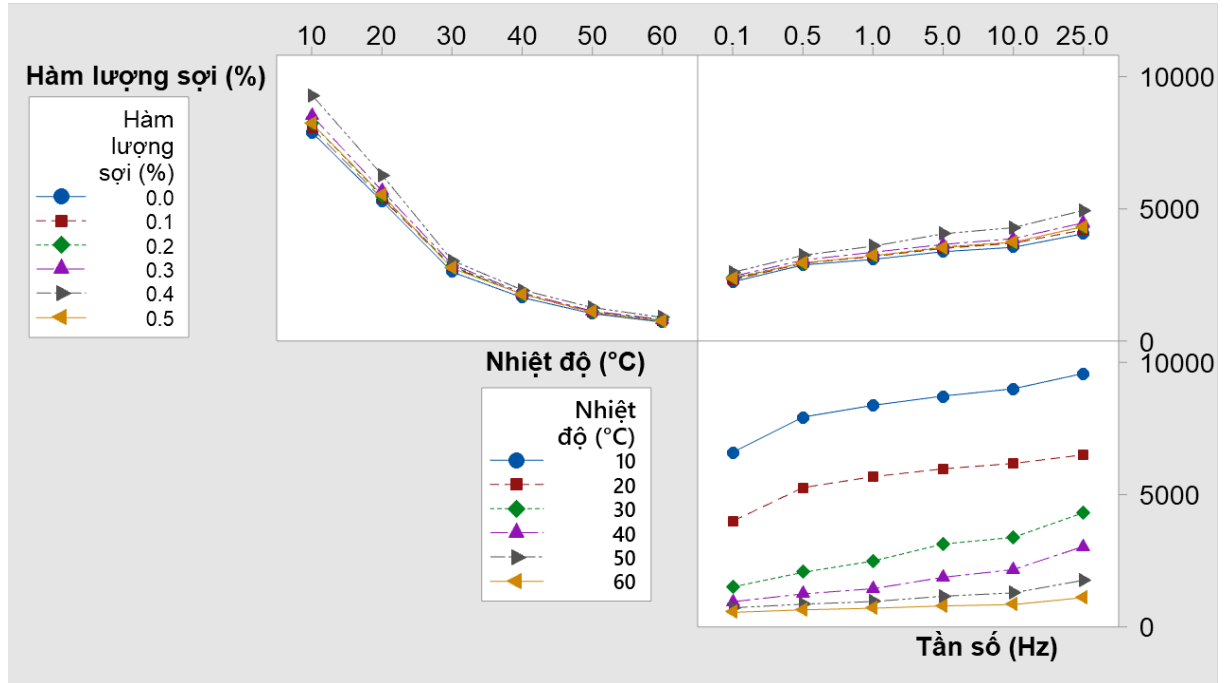 10 20 30 40 50 60 0.1 0.5 1.0 5.0 10.0 25.0
Hàm lượng sợi (%)
Hàm
lượng
sợi (%)
0.0
0.1
0.2
0.3
0.4
0.5
10000
5000
0
Nhiệt độ (°C)
Nhiệt
độ (°C)
10
20
30
40
50
60
10000
5000
0
Tần số (Hz)